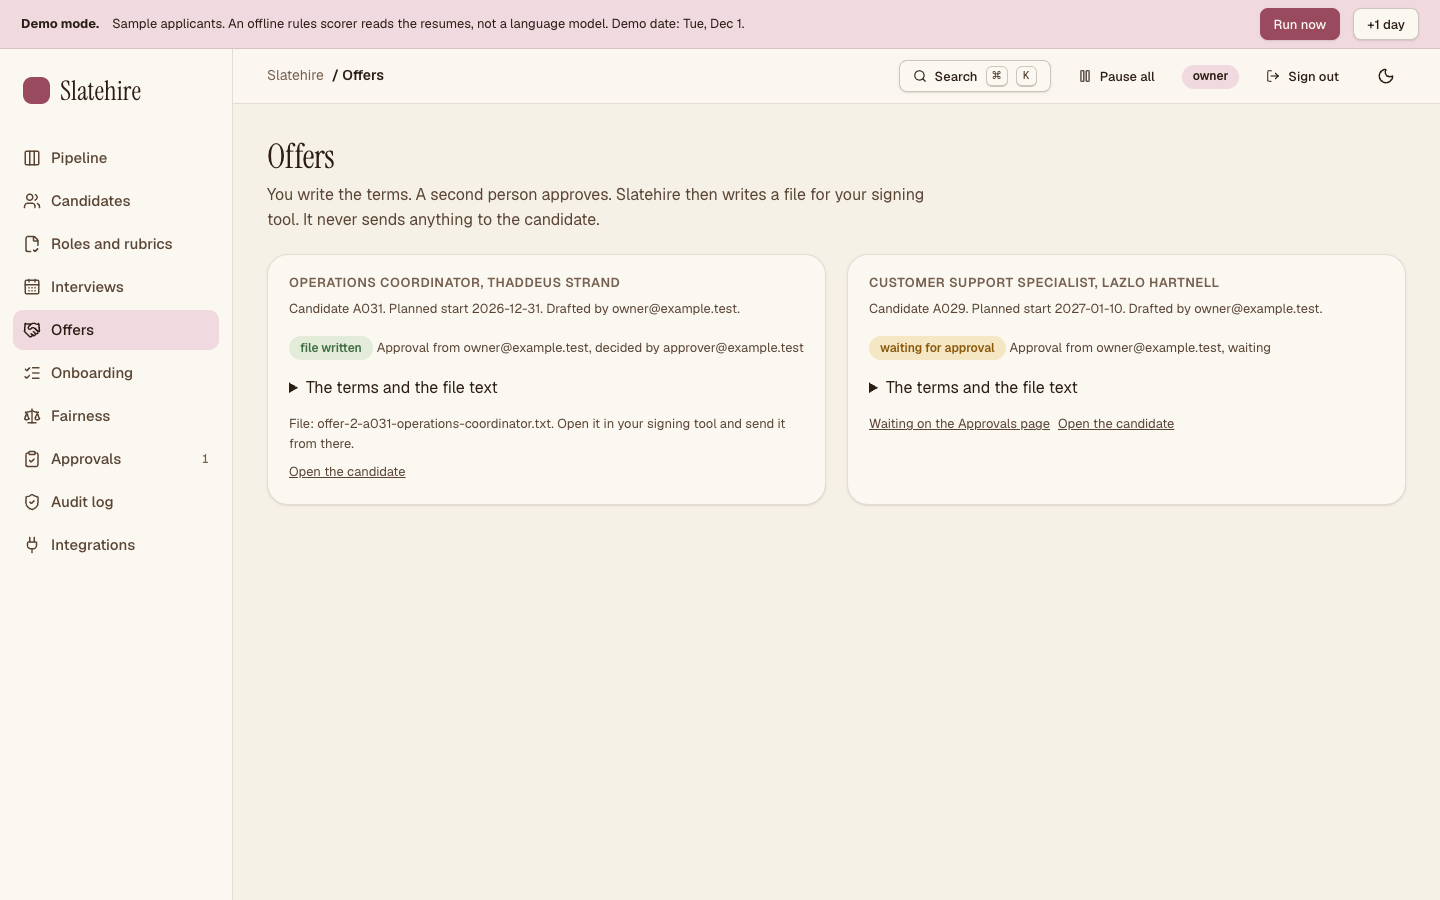 Demo mode. Sample applicants. An offline rules scorer reads the resumes, not a language model. Demo date: Tue, Dec 1.
Run now
+1 day
Slatehire
Slatehire / Offers
Search ⌘ K
Pause all
owner
Sign out
Pipeline
Candidates
Roles and rubrics
Interviews
Offers
Onboarding
Fairness
Approvals 1
Audit log
Integrations
Offers
You write the terms. A second person approves. Slatehire then writes a file for your signing
tool. It never sends anything to the candidate.
OPERATIONS COORDINATOR, THADDEUS STRAND
Candidate A031. Planned start 2026-12-31. Drafted by owner@example.test.
file written Approval from owner@example.test, decided by approver@example.test
The terms and the file text
File: offer-2-a031-operations-coordinator.txt. Open it in your signing tool and send it
from there.
Open the candidate
CUSTOMER SUPPORT SPECIALIST, LAZLO HARTNELL
Candidate A029. Planned start 2027-01-10. Drafted by owner@example.test.
waiting for approval Approval from owner@example.test, waiting
The terms and the file text
Waiting on the Approvals page Open the candidate